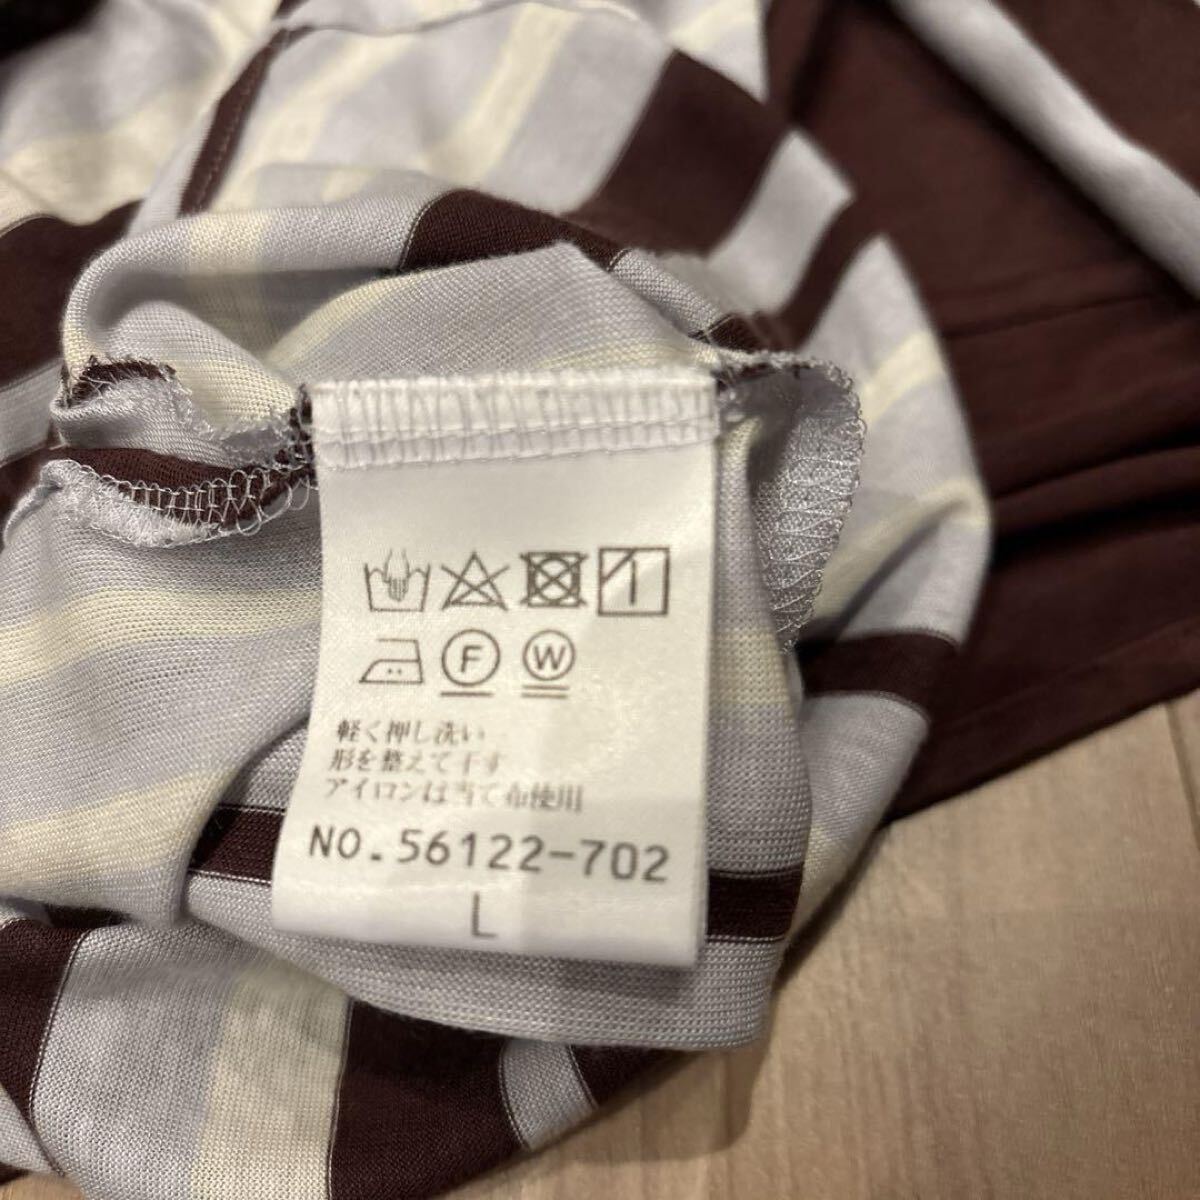 F W
軽く押し洗い
形を整えて干す
アイロンは当て布使用
NO.56122-702
L